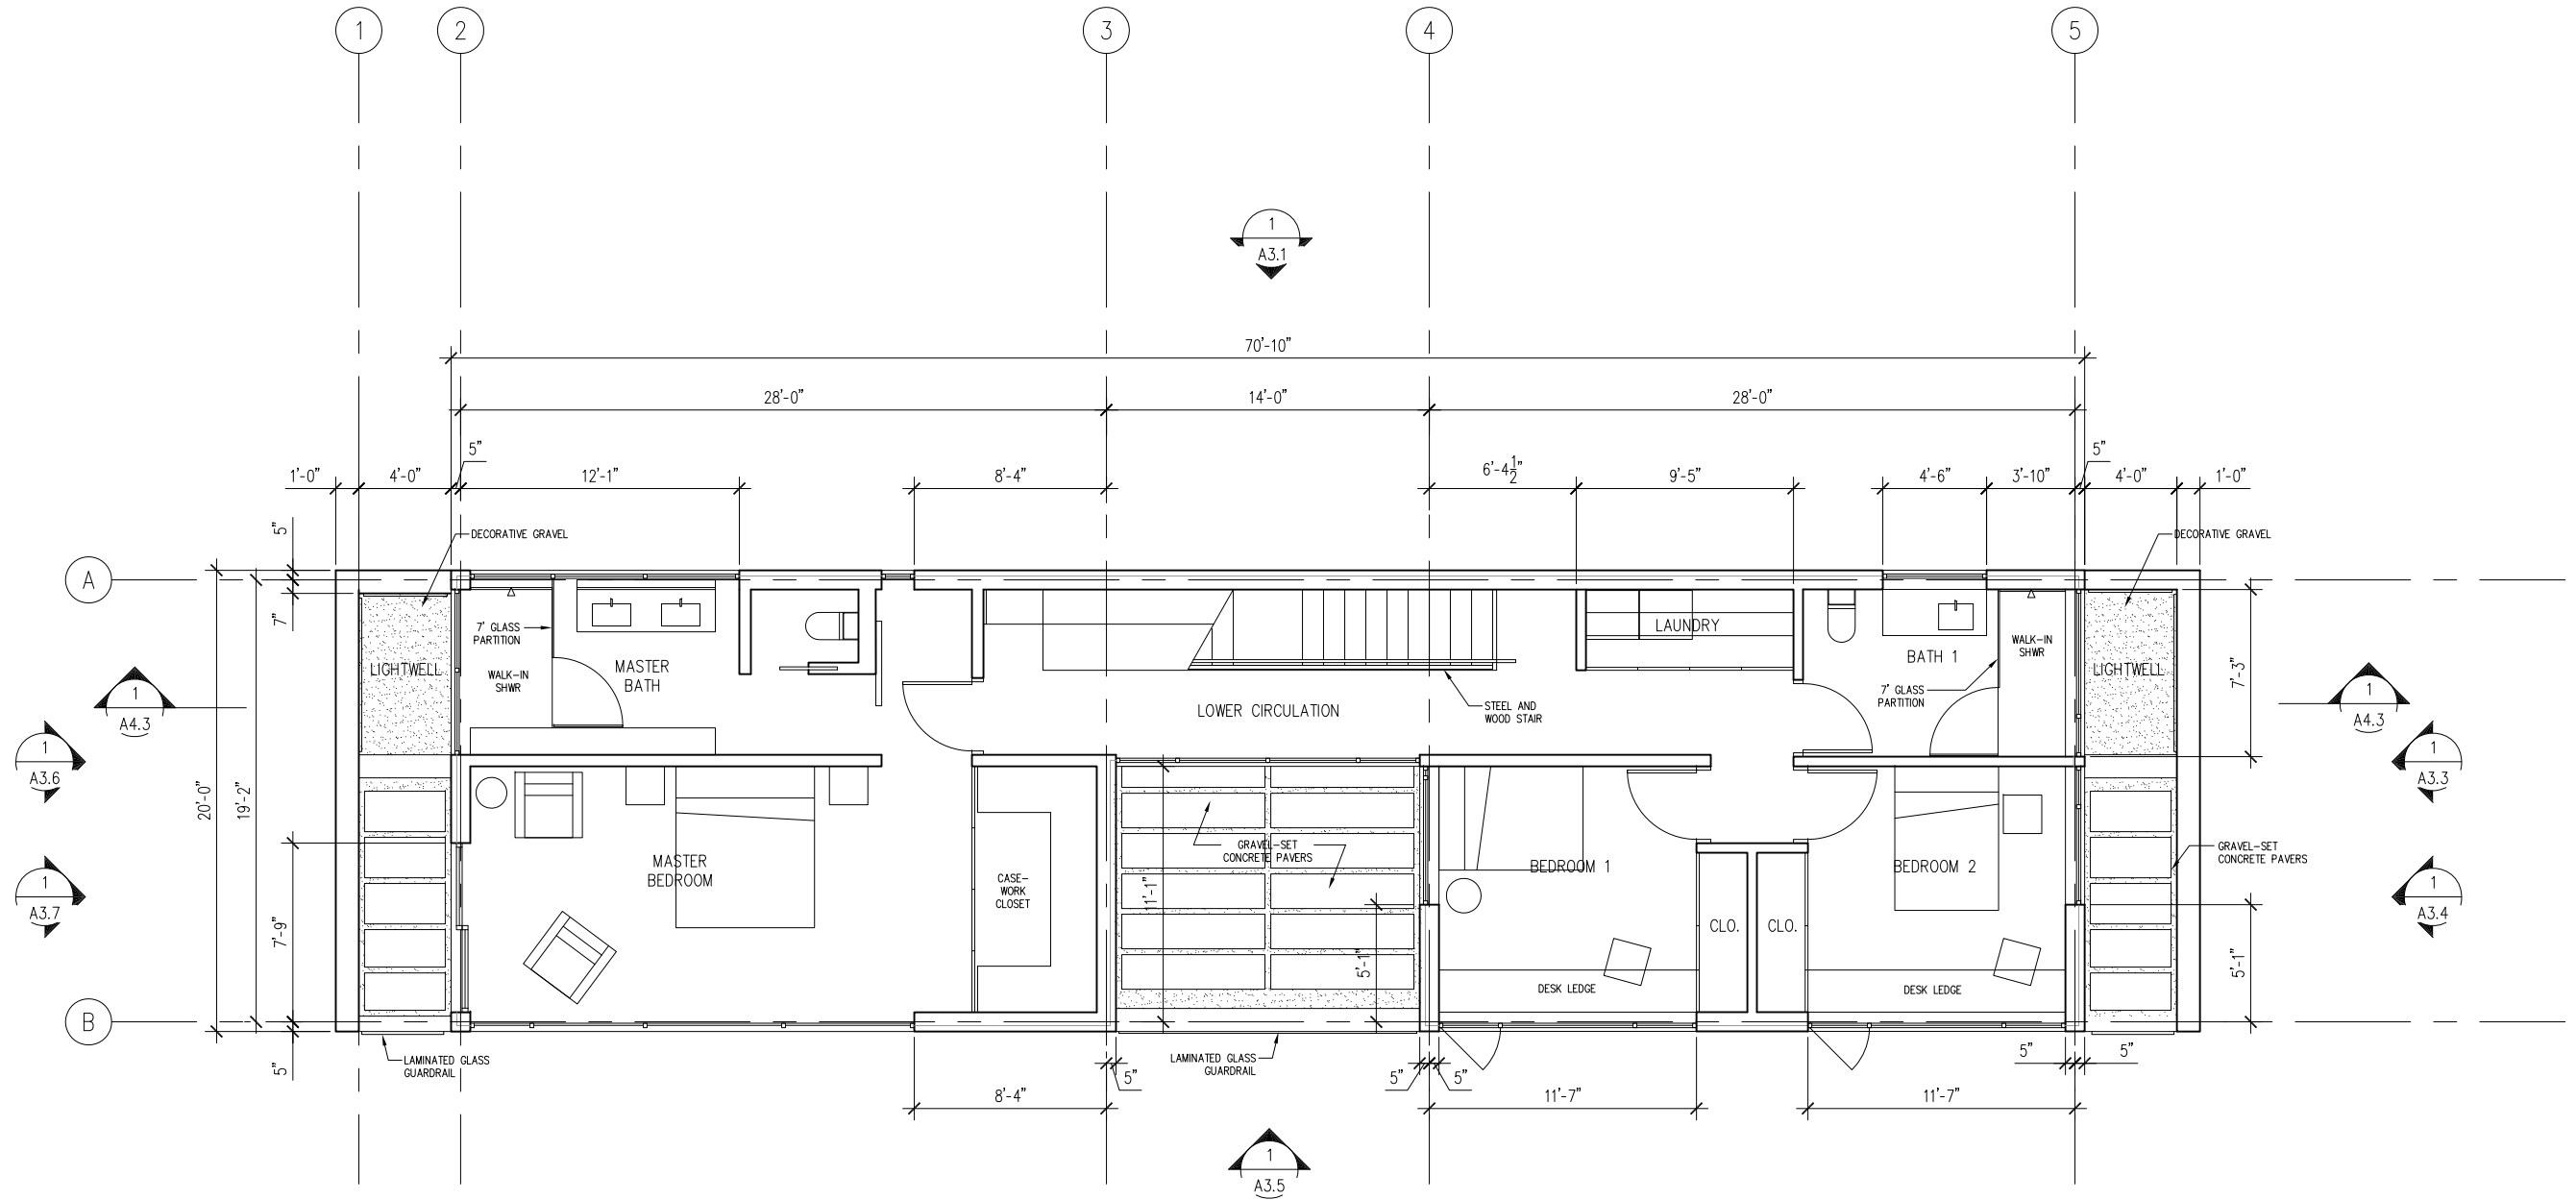 1
2
3
4
5
1
A3.1
70'-10"
28'-0"
14'-0"
28'-0"
5"
5"
1'-0"
4'-0"
12'-1"
8'-4"
6'-4 1/2"
9'-5"
4'-6"
3'-10"
4'-0"
1'-0"
5"
DECORATIVE GRAVEL
DECORATIVE GRAVEL
A
7"
7' GLASS
PARTITION
LAUNDRY
WALK-IN
SHWR
BATH 1
LIGHTWELL
WALK-IN
SHWR
MASTER
BATH
LIGHTWELL
7'-3"
7' GLASS
PARTITION
1
A4.3
LOWER CIRCULATION
STEEL AND
WOOD STAIR
1
A4.3
1
A3.6
1
A3.3
20'-0"
19'-2"
GRAVEL-SET
CONCRETE PAVERS
GRAVEL-SET
CONCRETE PAVERS
MASTER
BEDROOM
BEDROOM 1
BEDROOM 2
CASE-
WORK
CLOSET
11'-1"
1
A3.7
1
A3.4
7'-9"
CLO.
CLO.
5'-1"
5'-1"
DESK LEDGE
DESK LEDGE
B
5"
LAMINATED GLASS
GUARDRAIL
LAMINATED GLASS
GUARDRAIL
5"
5"
5"
5"
5"
8'-4"
11'-7"
11'-7"
1
A3.5